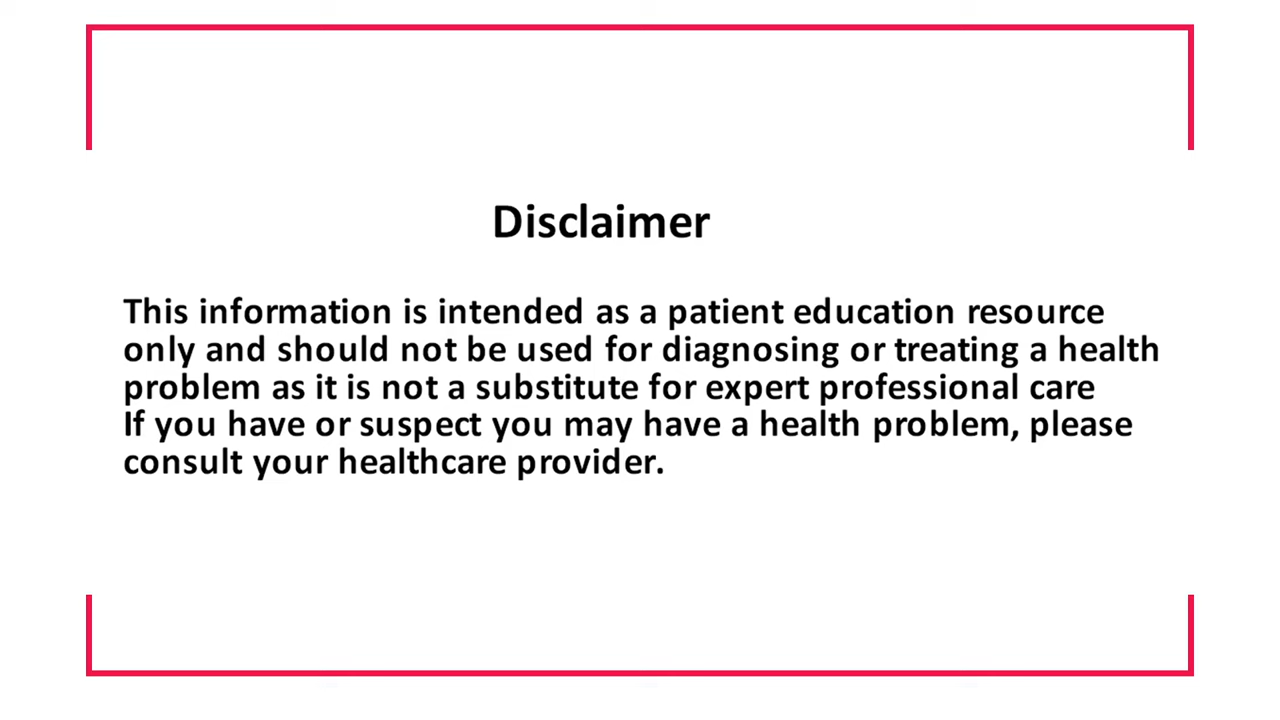 Disclaimer
This information is intended as a patient education resource
only and should not be used for diagnosing or treating a health
problem as it is not a substitute for expert professional care
If you have or suspect you may have a health problem, please
consult your healthcare provider.